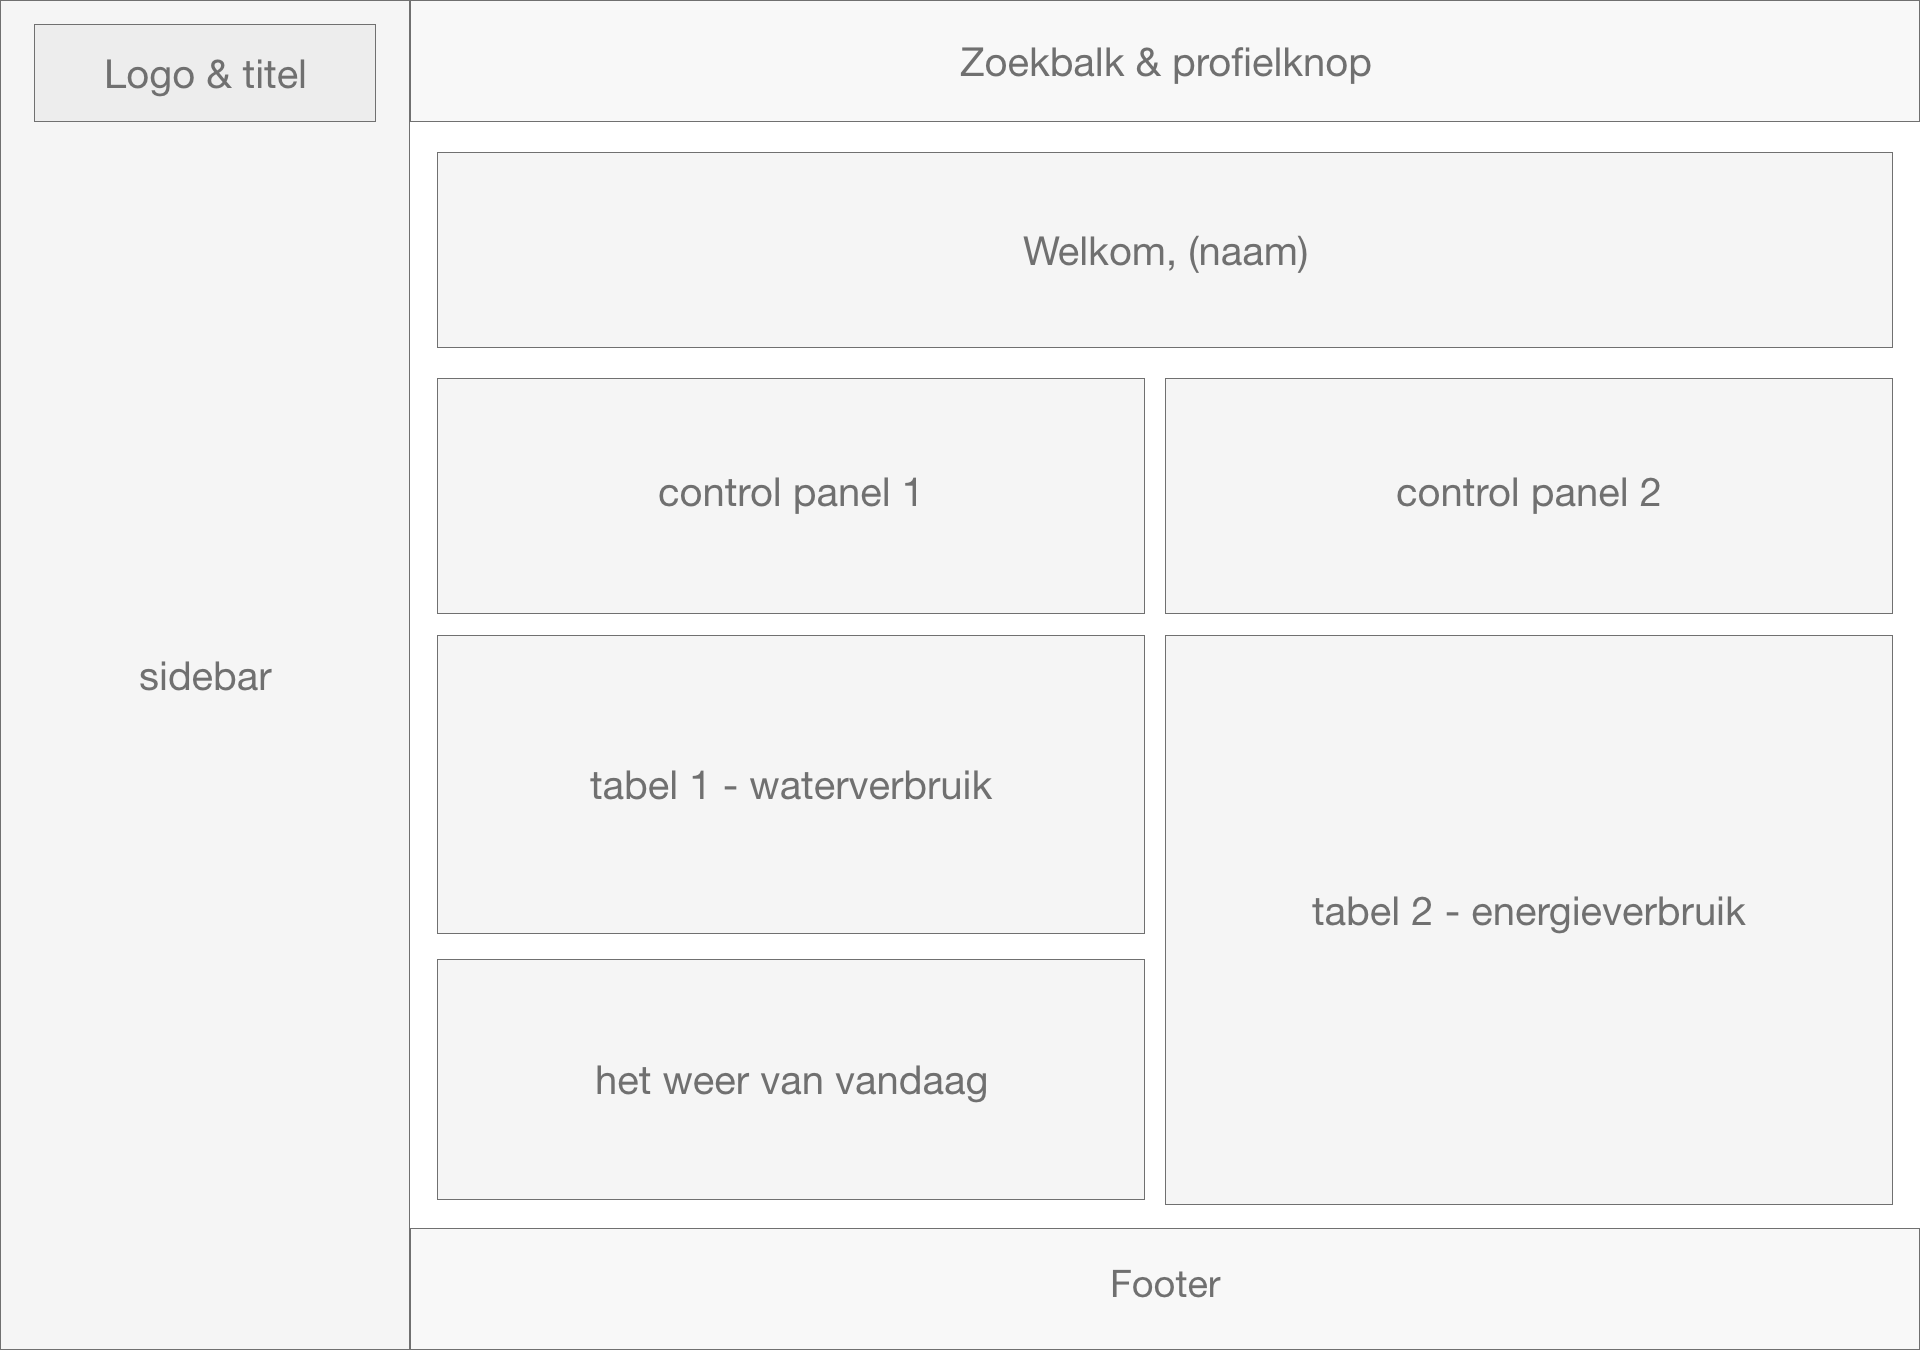 Logo & titel
Zoekbalk & profielknop
Welkom, (naam)
control panel 1
control panel 2
sidebar
tabel 1 - waterverbruik
tabel 2 - energieverbruik
het weer van vandaag
Footer